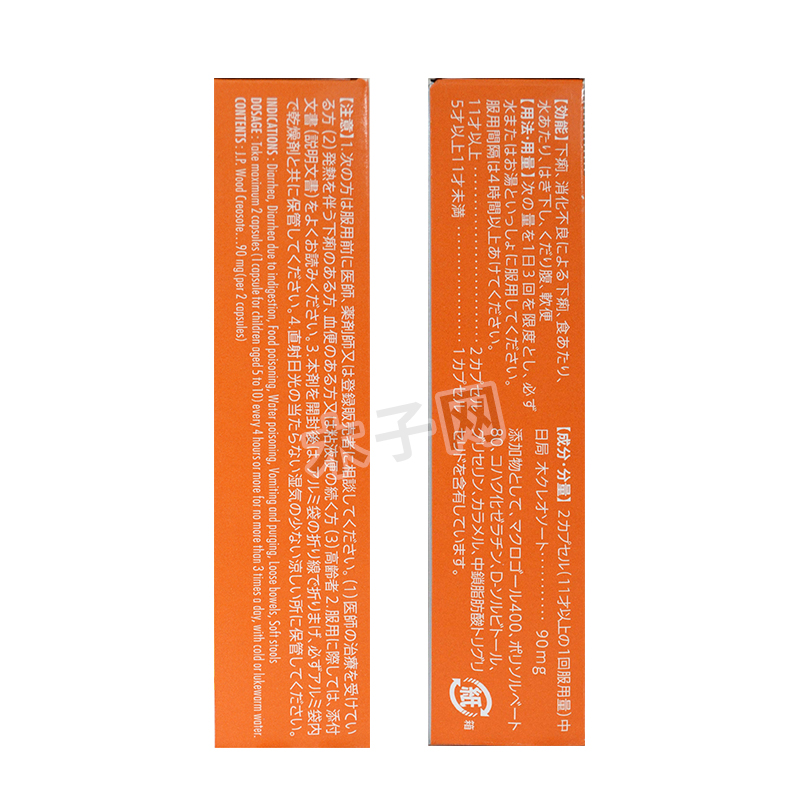 【注意】1.次の方は服用前に医師、薬剤師又は登録販売者に相談してください。(1)医師の治療を受けてい
る方 (2)発熱を伴う下痢のある方、血便のある方又は粘液便の続く方 (3)高齢者 2.服用に際しては、添付
文書(説明文書)をよくお読みください。3.本剤を開封後は、アルミ袋の折り線で折りまげ、必ずアルミ袋内
で乾燥剤と共に保管してください。4.直射日光の当たらない湿気の少ない涼しい所に保管してください。
INDICATIONS : Diarrhea, Diarrhea due to indigestion, Food poisoning, Water poisoning, Vomiting and purging, Loose bowels, Soft stools
DOSAGE : Take maximum 2 capsules (1 capsule for children aged 5 to 10) every 4 hours or more for no more than 3 times a day, with cold or lukewarm water.
CONTENTS : J.P. Wood Creosote... 90 mg (per 2 capsules)
【効能】下痢、消化不良による下痢、食あたり、
水あたり、はき下し、くだり腹、軟便
【用法・用量】次の量を1日3回を限度とし、必ず
水またはお湯といっしょに服用してください。
服用間隔は4時間以上あけてください。
11才以上 ………… 2カプセル
5才以上11才未満 ………… 1カプセル
【成分・分量】 2カプセル(11才以上の1回服用量)中
日局 木クレオソート………… 90mg
添加物として、マクロゴール400、ポリソルベート
80、コハク化ゼラチン、D-ソルビトール、
グリセリン、カラメル、中鎖脂肪酸トリグリ
セリドを含有しています。
紙
箱
太子网